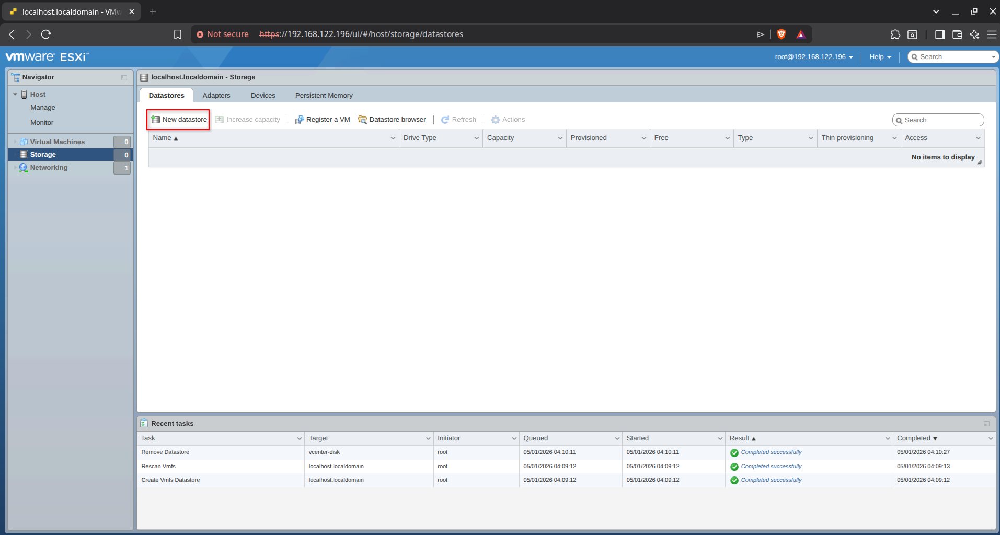 localhost.localdomain - VMw
Not secure https://192.168.122.196/ui/#/host/storage/datastores
vmware ESXi™
root@192.168.122.196
Help
Search
Navigator
Host
Manage
Monitor
Virtual Machines 0
Storage 0
Networking 1
localhost.localdomain - Storage
Datastores Adapters Devices Persistent Memory
New datastore Increase capacity Register a VM Datastore browser Refresh Actions
Search
Name Drive Type Capacity Provisioned Free Type Thin provisioning Access
No items to display
Recent tasks
Task Target Initiator Queued Started Result Completed
Remove Datastore vcenter-disk root 05/01/2026 04:10:11 05/01/2026 04:10:11 Completed successfully 05/01/2026 04:10:27
Rescan Vmfs localhost.localdomain root 05/01/2026 04:09:12 05/01/2026 04:09:12 Completed successfully 05/01/2026 04:09:13
Create Vmfs Datastore localhost.localdomain root 05/01/2026 04:09:12 05/01/2026 04:09:12 Completed successfully 05/01/2026 04:09:12